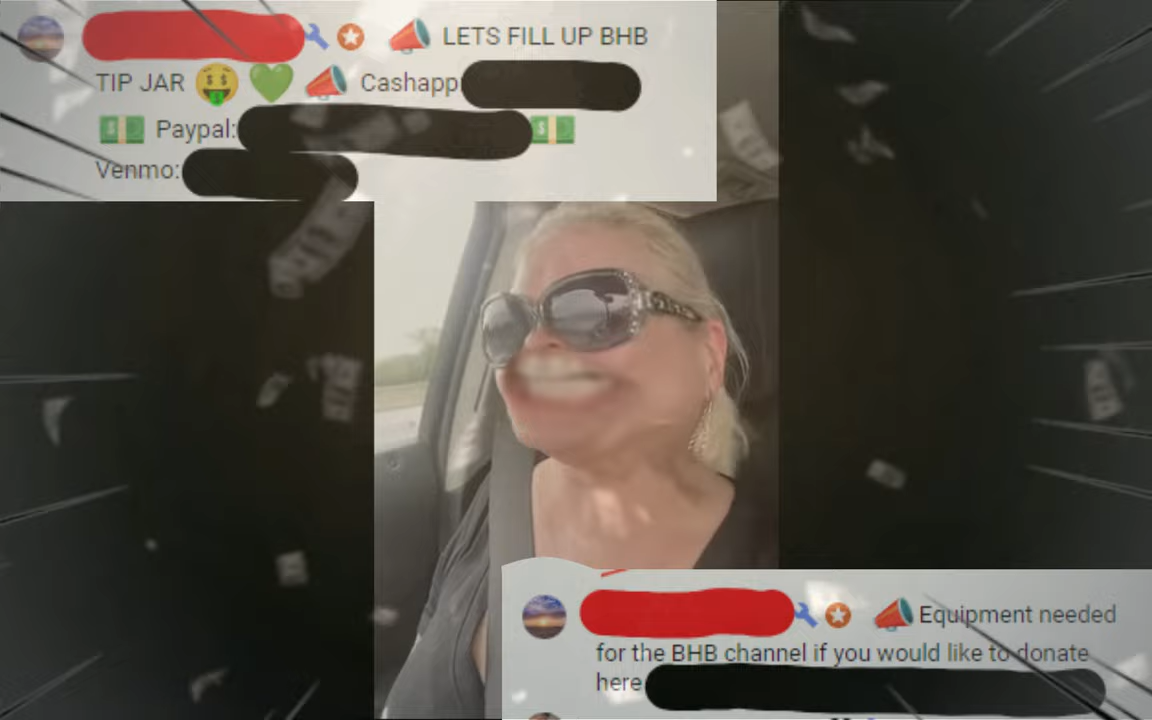 📣 LETS FILL UP BHB
TIP JAR 🤑 💚 📣 Cashapp
💵 Paypal: 💵
Venmo:
📣 Equipment needed
for the BHB channel if you would like to donate
here